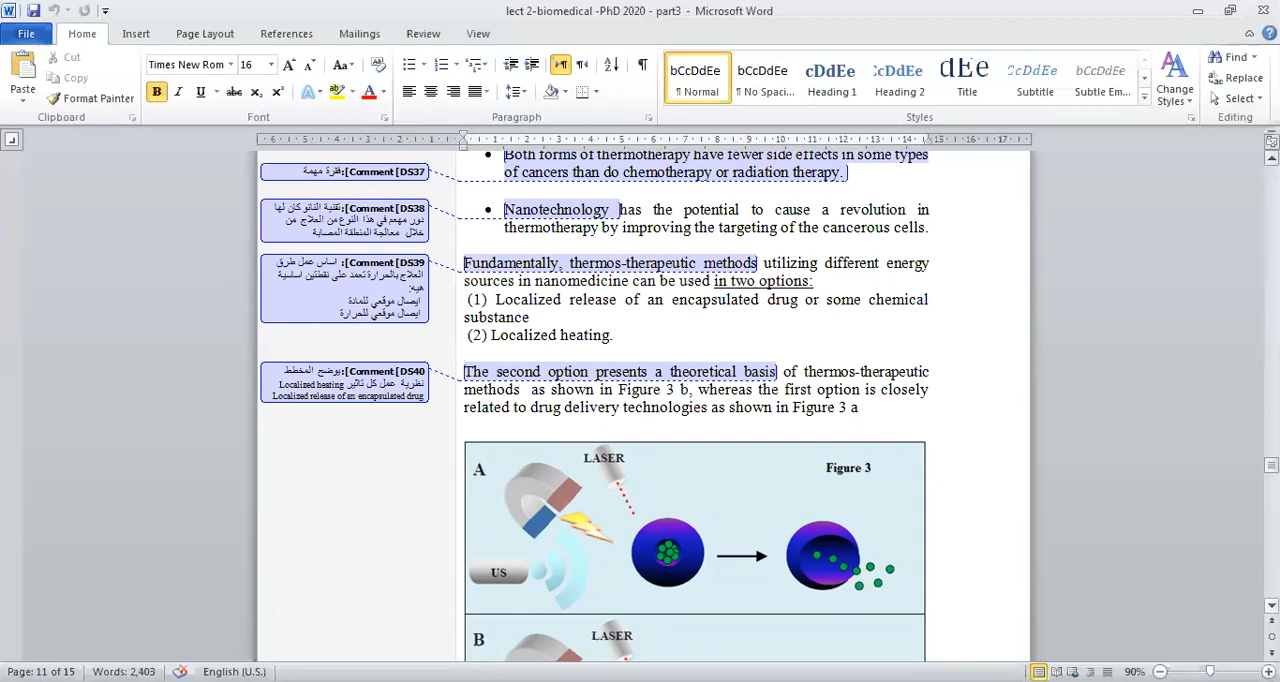 lect 2-biomedical -PhD 2020 - part3 - Microsoft Word
File Home Insert Page Layout References Mailings Review View
Paste
Cut
Copy
Format Painter
Clipboard
Times New Rom 16
Font
Paragraph
bCcDdEe bCcDdEe cDdEe :cDdEe dEe CcDdEe bCcDdEe
¶ Normal ¶ No Spaci... Heading 1 Heading 2 Title Subtitle Subtle Em...
Styles
Change
Styles
Find
Replace
Select
Editing
Both forms of thermotherapy have fewer side effects in some types
of cancers than do chemotherapy or radiation therapy.
Comment [DS37]: فقرة مهمة
Nanotechnology has the potential to cause a revolution in
thermotherapy by improving the targeting of the cancerous cells.
Comment [DS38]: تقنية النانو كان لها
دور مهم في هذا النوع من العلاج من
خلال معالجة المنطقة المصابة
Fundamentally, thermos-therapeutic methods utilizing different energy
sources in nanomedicine can be used in two options:
(1) Localized release of an encapsulated drug or some chemical
substance
(2) Localized heating.
Comment [DS39]: اساس عمل طرق
العلاج بالحرارة تعتمد على نقطتين اساسية
هيه:
ايصال موقعي للمادة
ايصال موقعي للحرارة
The second option presents a theoretical basis of thermos-therapeutic
methods as shown in Figure 3 b, whereas the first option is closely
related to drug delivery technologies as shown in Figure 3 a
Comment [DS40]: يوضح المخطط
نظرية عمل كل تاثير Localized heating
Localized release of an encapsulated drug
A
LASER
Figure 3
US
B
LASER
Page: 11 of 15 Words: 2,403 English (U.S.) 90%